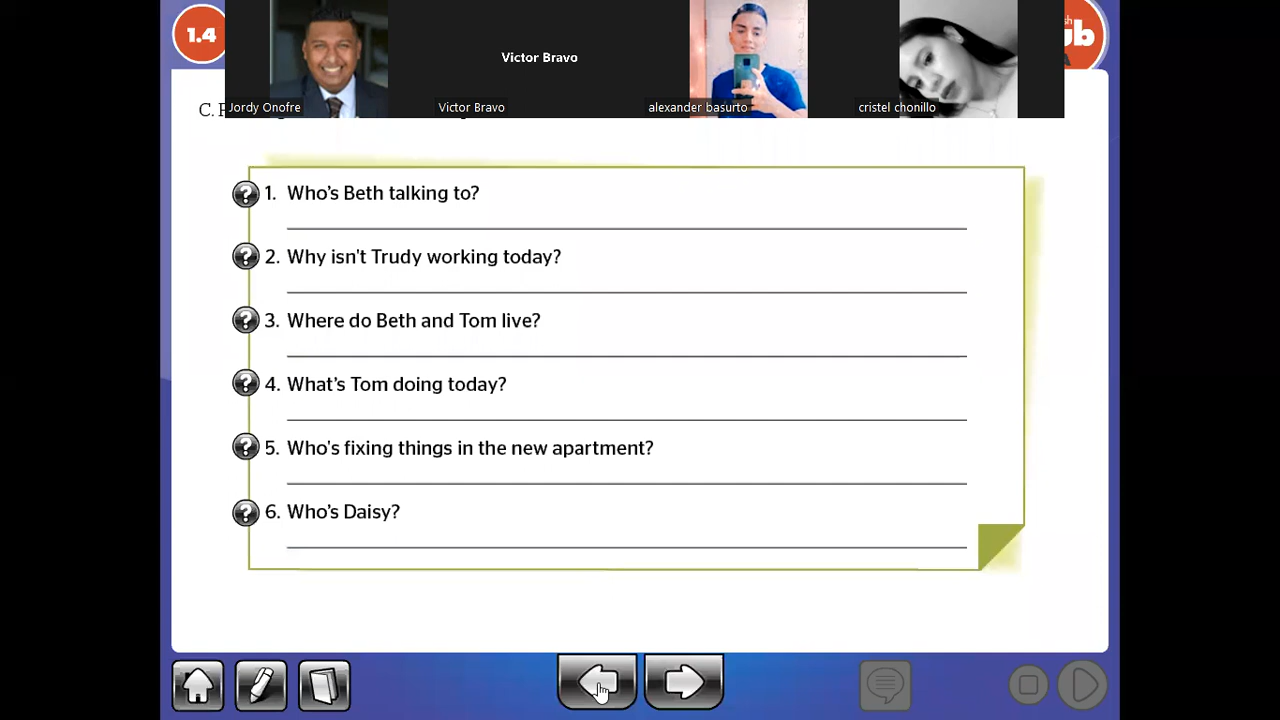 1.4
Victor Bravo
ub
Jordy Onofre
Victor Bravo
alexander basurto
cristel chonillo
C.
1. Who's Beth talking to?
2. Why isn't Trudy working today?
3. Where do Beth and Tom live?
4. What's Tom doing today?
5. Who's fixing things in the new apartment?
6. Who's Daisy?